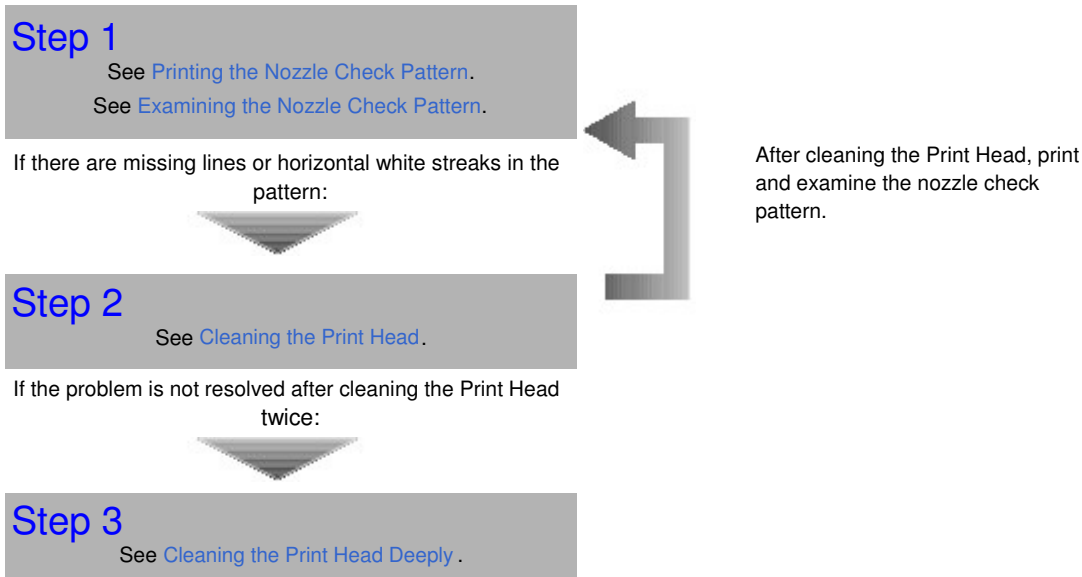 Step 1
See Printing the Nozzle Check Pattern.
See Examining the Nozzle Check Pattern.
If there are missing lines or horizontal white streaks in the
pattern:
After cleaning the Print Head, print
and examine the nozzle check
pattern.
Step 2
See Cleaning the Print Head.
If the problem is not resolved after cleaning the Print Head
twice:
Step 3
See Cleaning the Print Head Deeply .